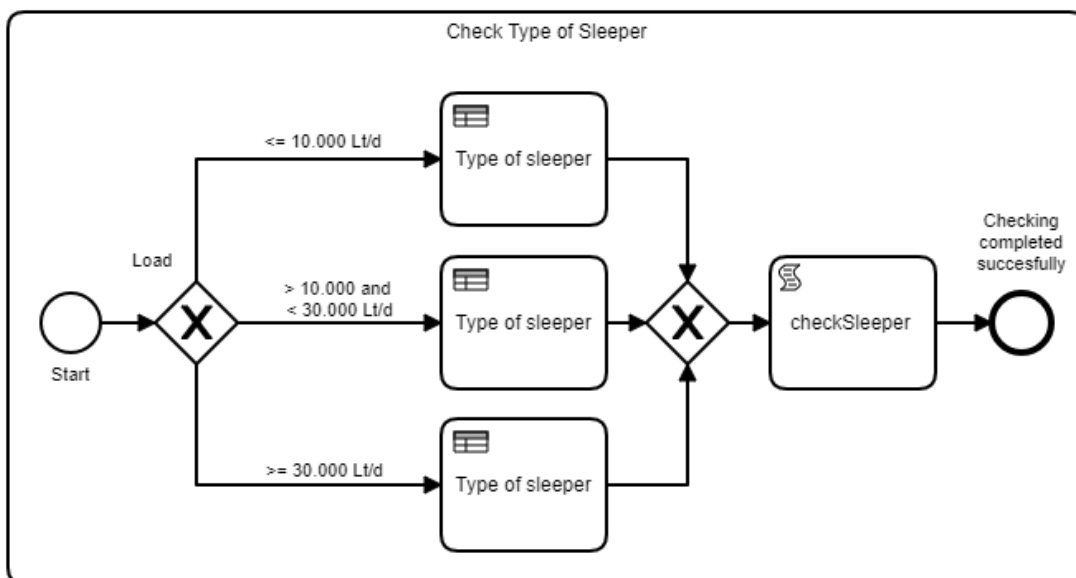 Check Type of Sleeper
<= 10.000 Lt/d
Type of sleeper
Checking
completed
succesfully
Load
> 10.000 and
< 30.000 Lt/d
Type of sleeper
checkSleeper
Start
>= 30.000 Lt/d
Type of sleeper